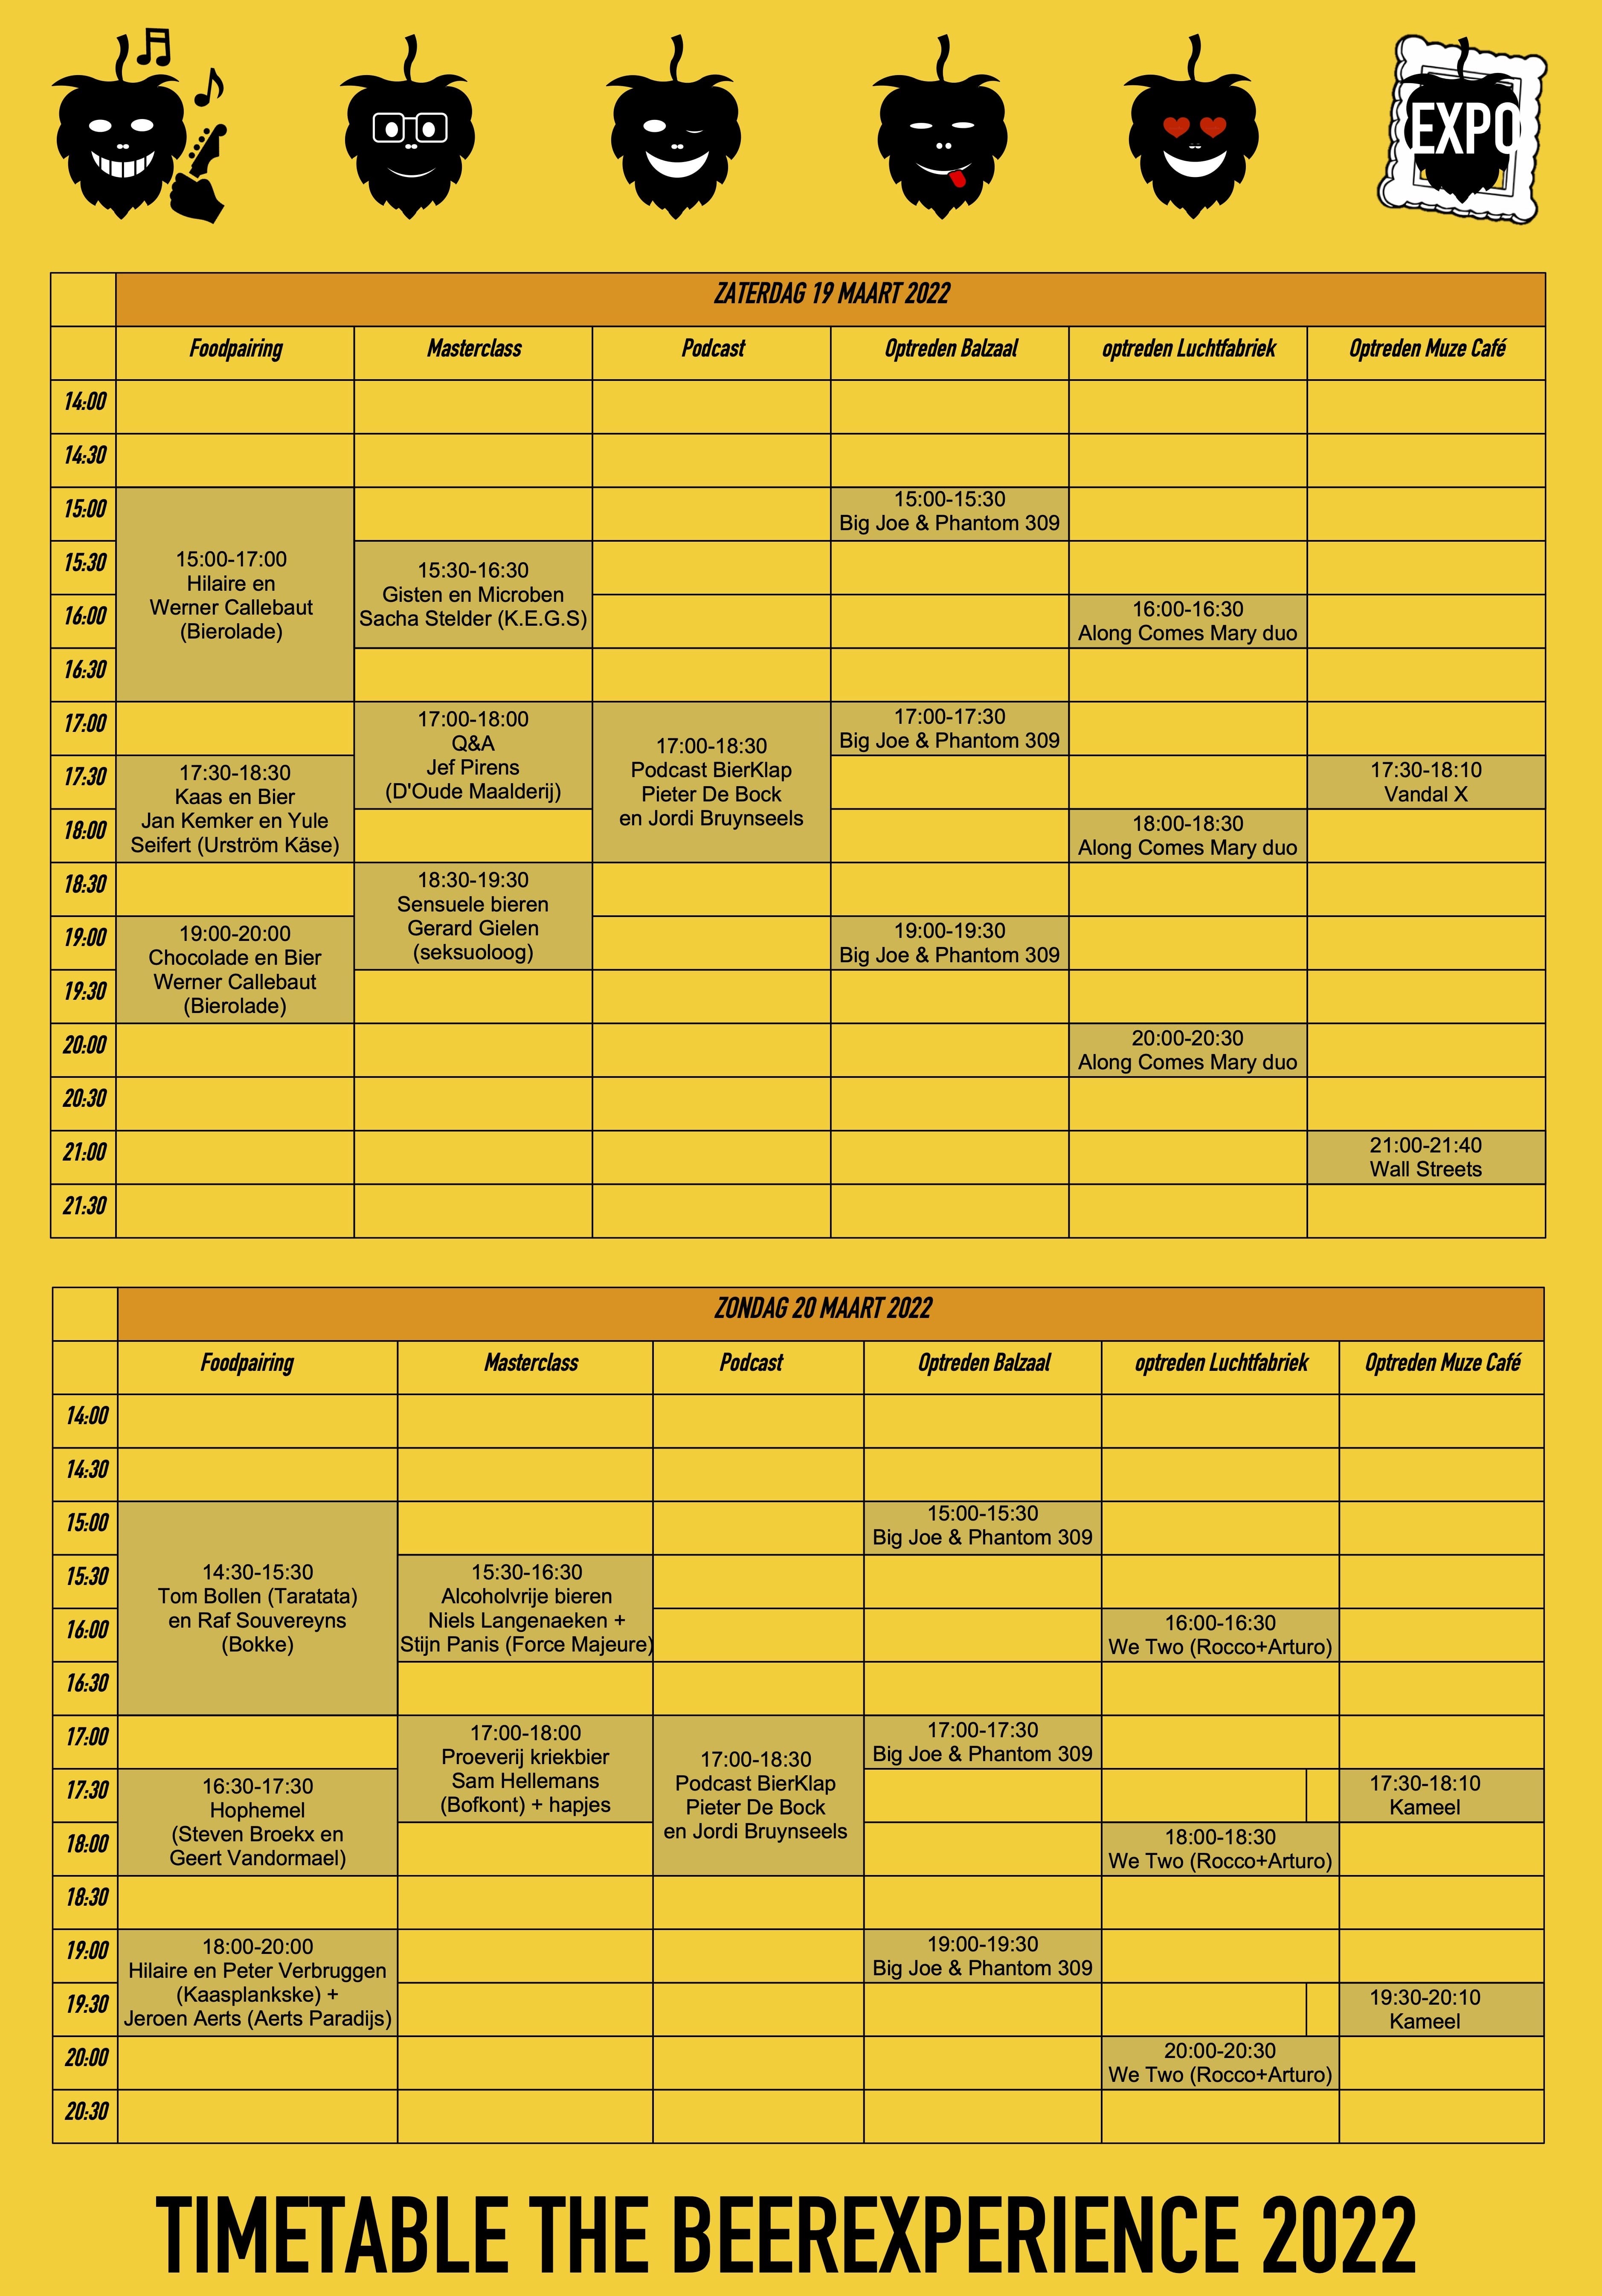 EXPO
ZATERDAG 19 MAART 2022
Foodpairing Masterclass Podcast Optreden Balzaal optreden Luchtfabriek Optreden Muze Café
14:00
14:30
15:00
15:30
16:00
16:30
17:00
17:30
18:00
18:30
19:00
19:30
20:00
20:30
21:00
21:30
15:00-17:00
Hilaire en
Werner Callebaut
(Bierolade)
17:30-18:30
Kaas en Bier
Jan Kemker en Yule
Seifert (Urström Käse)
19:00-20:00
Chocolade en Bier
Werner Callebaut
(Bierolade)
15:30-16:30
Gisten en Microben
Sacha Stelder (K.E.G.S)
17:00-18:00
Q&A
Jef Pirens
(D'Oude Maalderij)
18:30-19:30
Sensuele bieren
Gerard Gielen
(seksuoloog)
17:00-18:30
Podcast BierKlap
Pieter De Bock
en Jordi Bruynseels
15:00-15:30
Big Joe & Phantom 309
17:00-17:30
Big Joe & Phantom 309
19:00-19:30
Big Joe & Phantom 309
16:00-16:30
Along Comes Mary duo
18:00-18:30
Along Comes Mary duo
20:00-20:30
Along Comes Mary duo
17:30-18:10
Vandal X
21:00-21:40
Wall Streets
ZONDAG 20 MAART 2022
Foodpairing Masterclass Podcast Optreden Balzaal optreden Luchtfabriek Optreden Muze Café
14:00
14:30
15:00
15:30
16:00
16:30
17:00
17:30
18:00
18:30
19:00
19:30
20:00
20:30
14:30-15:30
Tom Bollen (Taratata)
en Raf Souvereyns
(Bokke)
16:30-17:30
Hophemel
(Steven Broekx en
Geert Vandormael)
18:00-20:00
Hilaire en Peter Verbruggen
(Kaasplankske) +
Jeroen Aerts (Aerts Paradijs)
15:30-16:30
Alcoholvrije bieren
Niels Langenaeken +
Stijn Panis (Force Majeure)
17:00-18:00
Proeverij kriekbier
Sam Hellemans
(Bofkont) + hapjes
17:00-18:30
Podcast BierKlap
Pieter De Bock
en Jordi Bruynseels
15:00-15:30
Big Joe & Phantom 309
17:00-17:30
Big Joe & Phantom 309
19:00-19:30
Big Joe & Phantom 309
16:00-16:30
We Two (Rocco+Arturo)
18:00-18:30
We Two (Rocco+Arturo)
20:00-20:30
We Two (Rocco+Arturo)
17:30-18:10
Kameel
19:30-20:10
Kameel
TIMETABLE THE BEEREXPERIENCE 2022